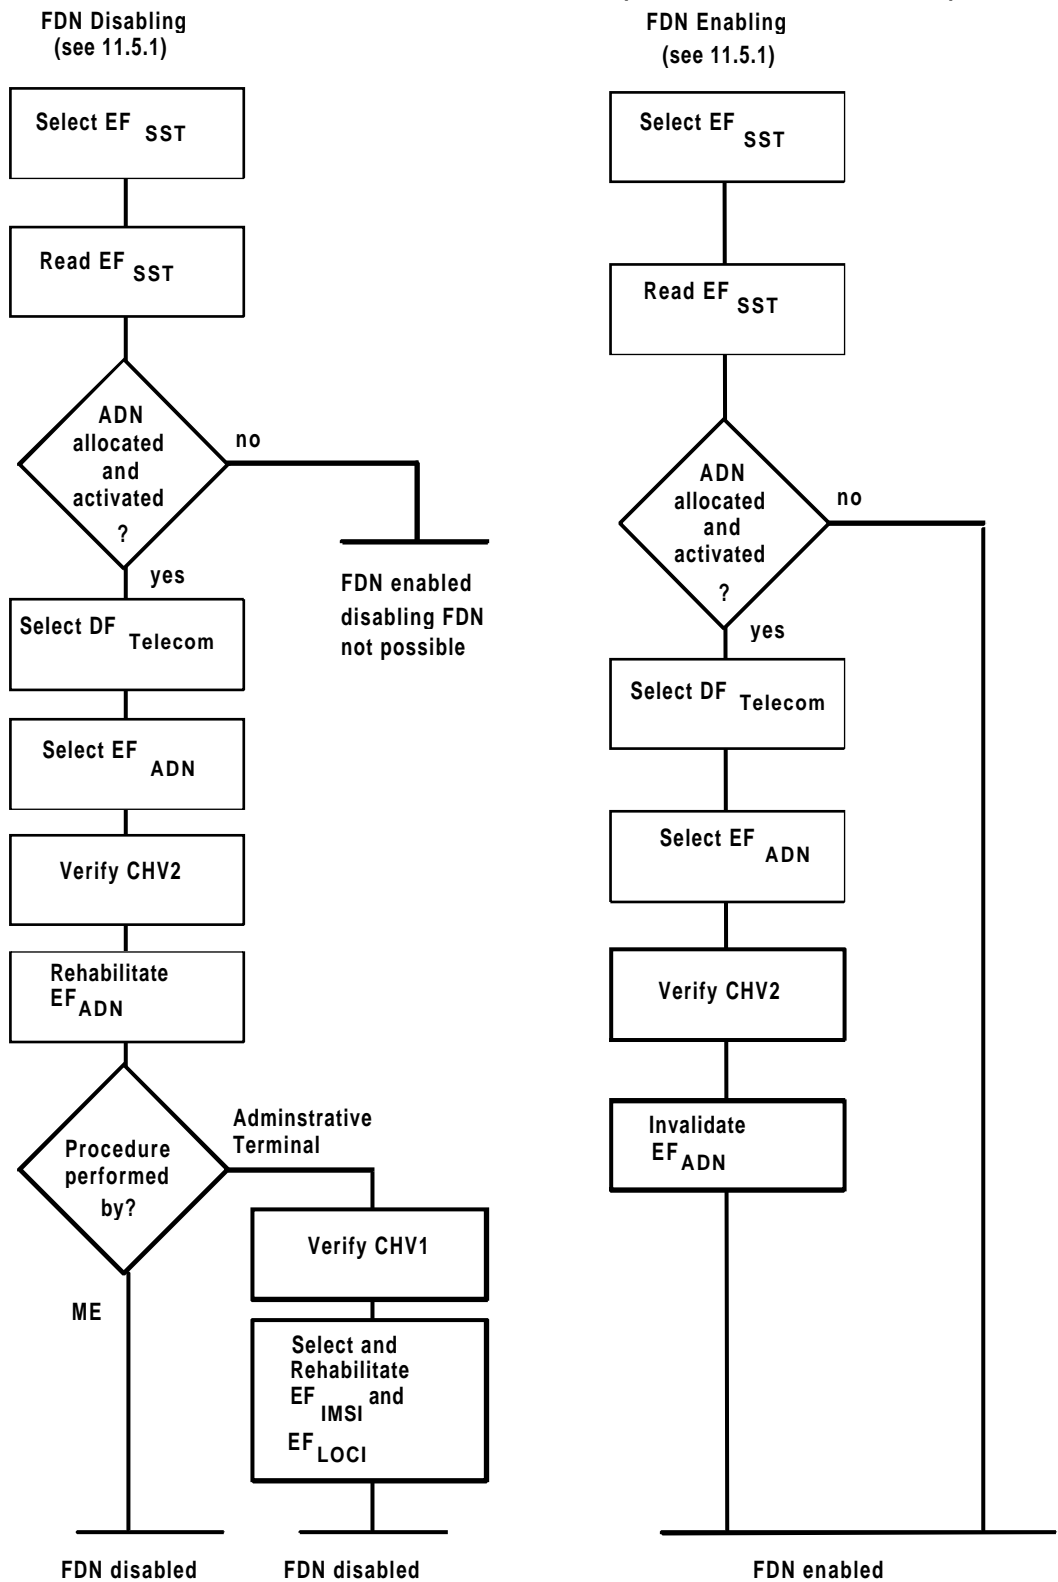 FDN Disabling
(see 11.5.1)
Select EF SST
Read EF SST
ADN
allocated
and
activated
?
no
yes
FDN enabled
disabling FDN
not possible
Select DF Telecom
Select EF ADN
Verify CHV2
Rehabilitate
EF ADN
Procedure
performed
by?
Adminstrative
Terminal
ME
Verify CHV1
Select and
Rehabilitate
EF IMSI and
EF LOCI
FDN disabled
FDN disabled
FDN Enabling
(see 11.5.1)
Select EF SST
Read EF SST
ADN
allocated
and
activated
?
no
yes
Select DF Telecom
Select EF ADN
Verify CHV2
Invalidate
EF ADN
FDN enabled